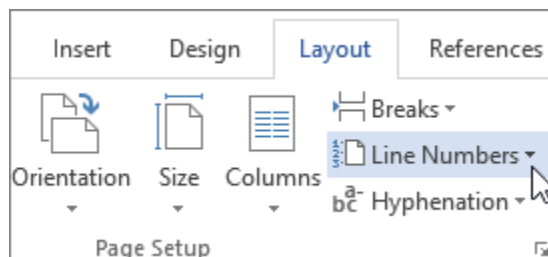 Insert Design Layout References
Breaks
Line Numbers
Orientation Size Columns
Hyphenation
Page Setup